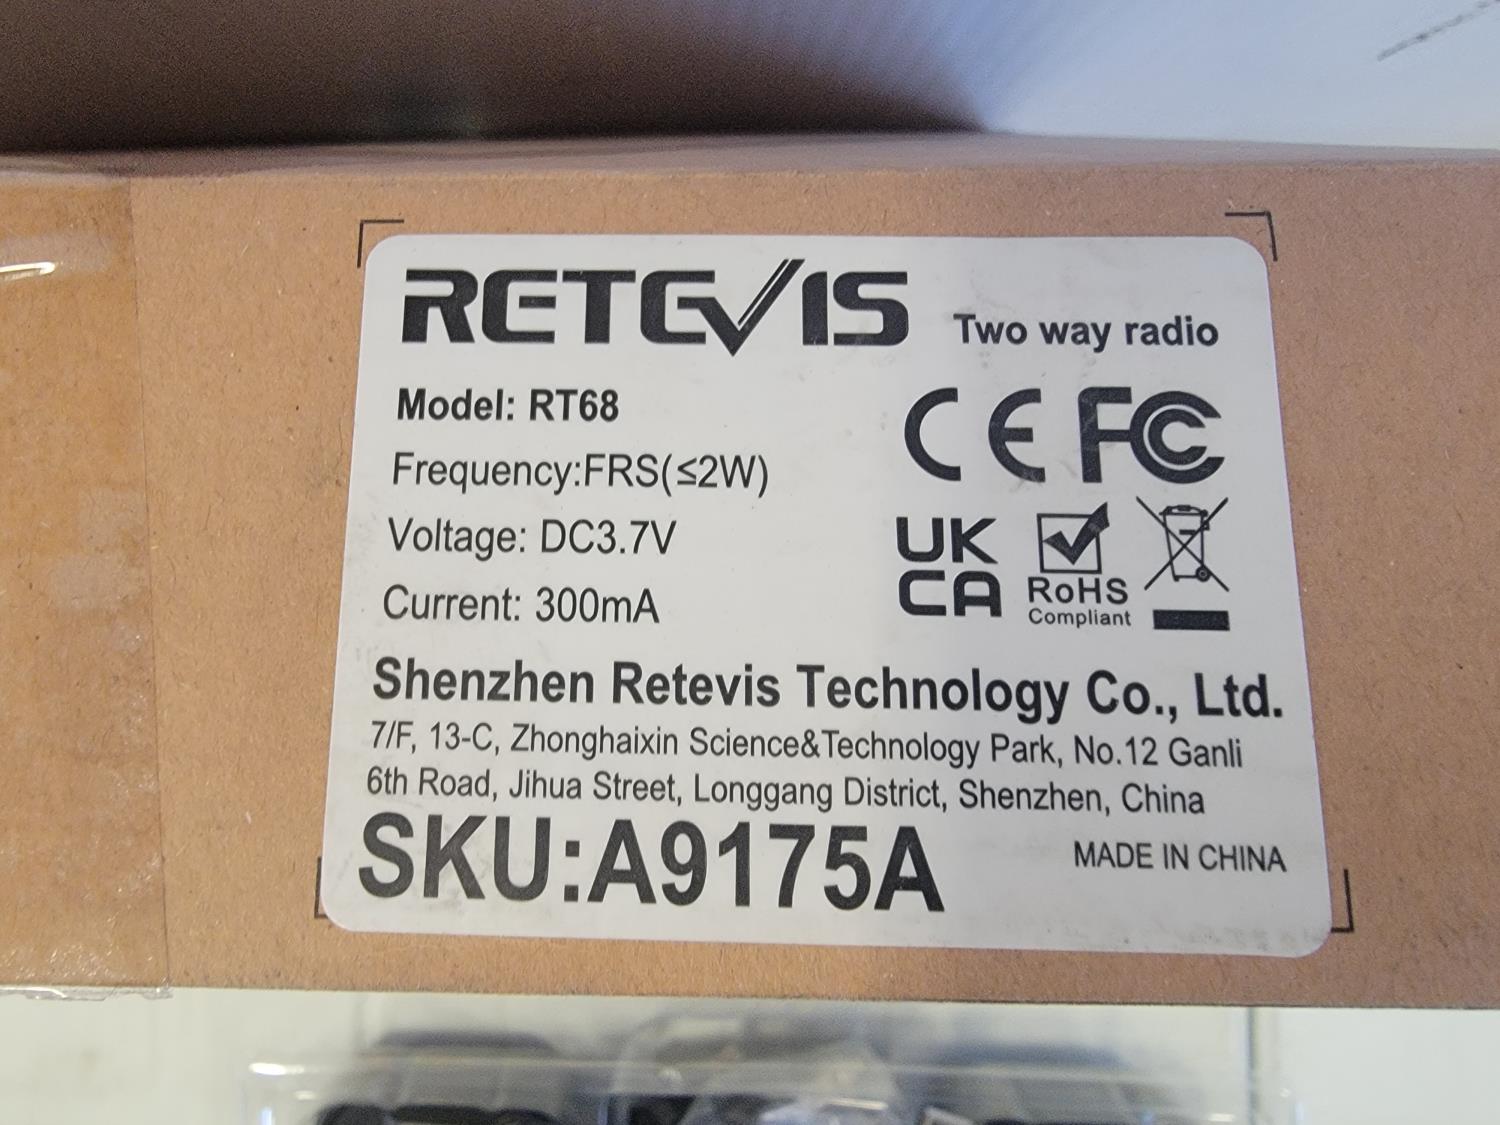 RETEVIS Two way radio
Model: RT68
Frequency:FRS(≤2W)
Voltage: DC3.7V
Current: 300mA
CE FC
UK
CA
RoHS
Compliant
Shenzhen Retevis Technology Co., Ltd.
7/F, 13-C, Zhonghaixin Science&Technology Park, No.12 Ganli
6th Road, Jihua Street, Longgang District, Shenzhen, China
SKU:A9175A
MADE IN CHINA